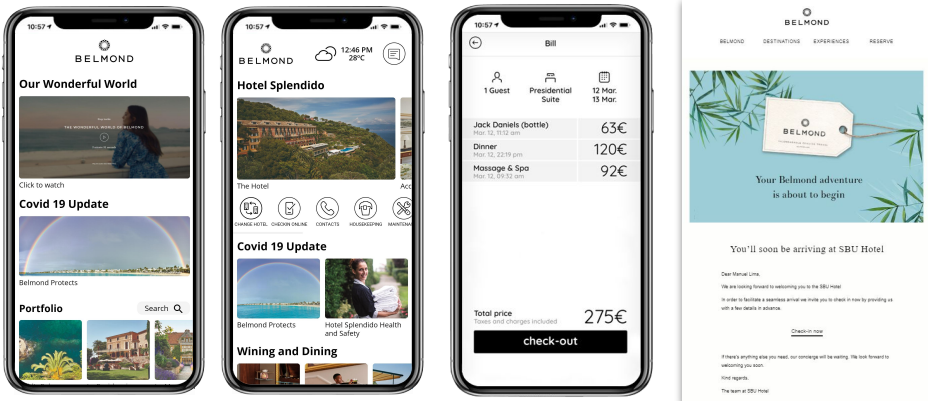 10:57
BELMOND
Our Wonderful World
THE WONDERFUL WORLD OF BELMOND
Click to watch
Covid 19 Update
Belmond Protects
Portfolio
Search
10:57
BELMOND
12:46 PM
28°C
Hotel Splendido
The Hotel
Acc
CHANGE HOTEL
CHECKIN ONLINE
CONTACTS
HOUSEKEEPING
MAINTENAN
Covid 19 Update
Belmond Protects
Hotel Splendido Health
and Safety
Wining and Dining
10:57
Bill
1 Guest
Presidential
Suite
12 Mar.
13 Mar.
Jack Daniels (bottle)
63€
Mar. 12, 11:12 am
Dinner
120€
Mar. 12, 22:19 pm
Massage & Spa
92€
Mar. 12, 09:32 am
Total price
275€
Taxes and charges included
check-out
BELMOND
BELMOND
DESTINATIONS
EXPERIENCES
RESERVE
BELMOND
Your Belmond adventure
is about to begin
You'll soon be arriving at SBU Hotel
Dear Manuel Lima,
We are looking forward to welcoming you to the SBU Hotel
In order to facilitate a seamless arrival we invite you to check in now by providing us
with a few details in advance.
Check-in now
If there's anything else you need, our concierge will be waiting. We look forward to
welcoming you soon.
Kind regards,
The team at SBU Hotel